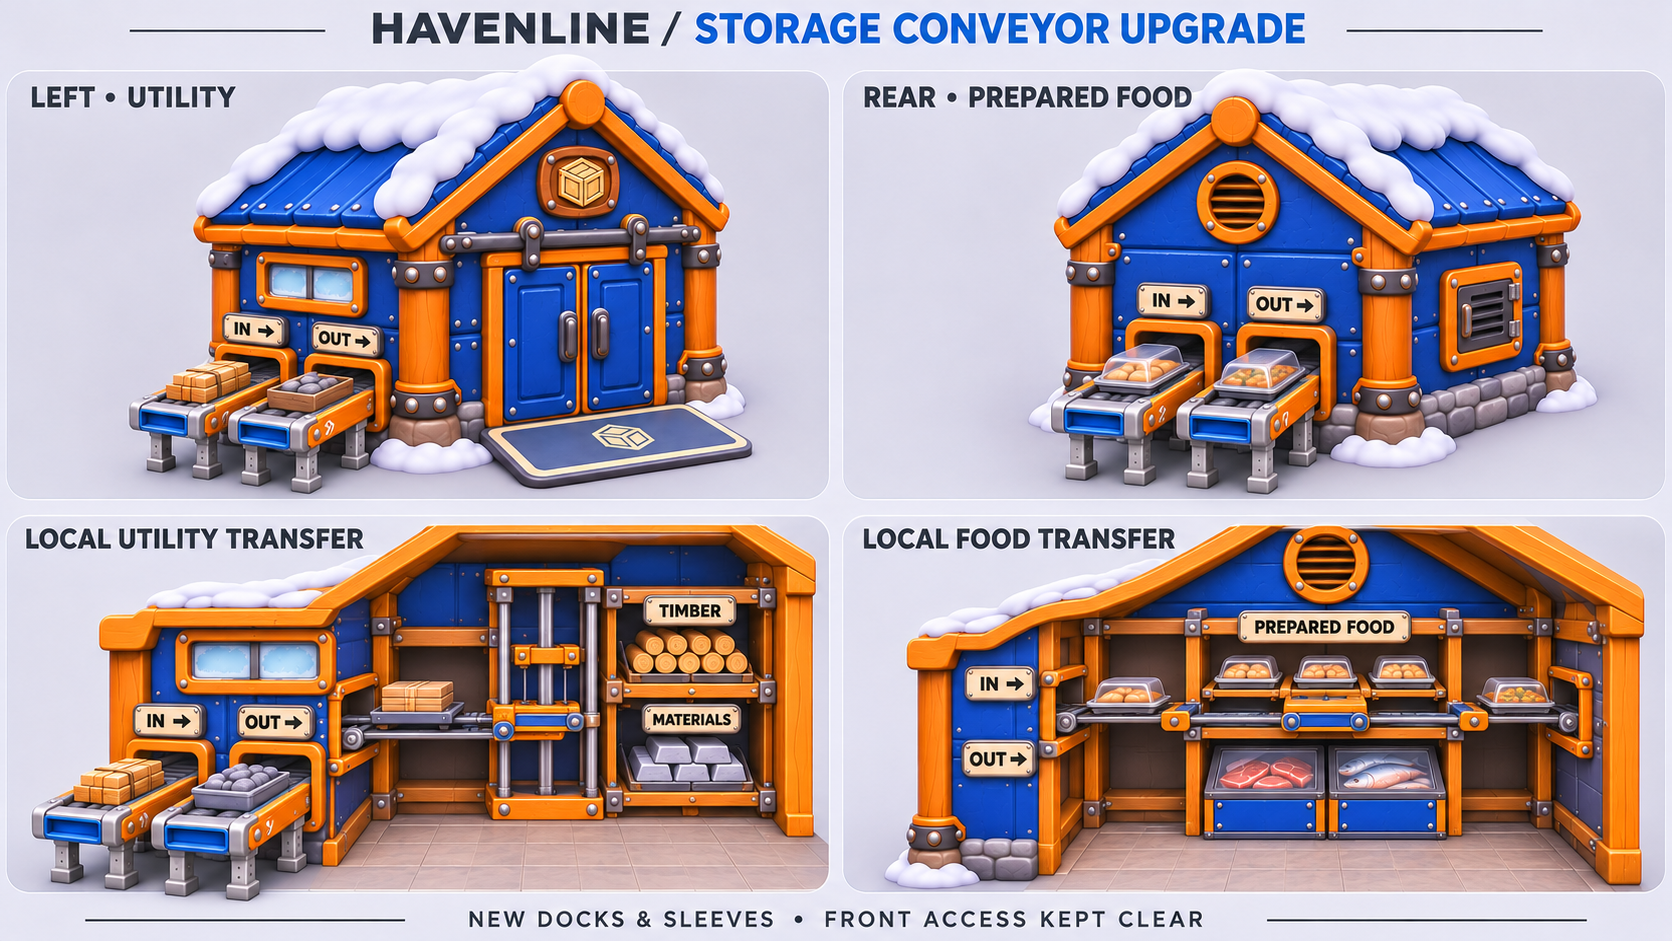 HAVENLINE / STORAGE CONVEYOR UPGRADE
LEFT • UTILITY
IN →
OUT →
REAR • PREPARED FOOD
IN →
OUT →
LOCAL UTILITY TRANSFER
TIMBER
MATERIALS
IN →
OUT →
LOCAL FOOD TRANSFER
PREPARED FOOD
IN →
OUT →
NEW DOCKS & SLEEVES • FRONT ACCESS KEPT CLEAR